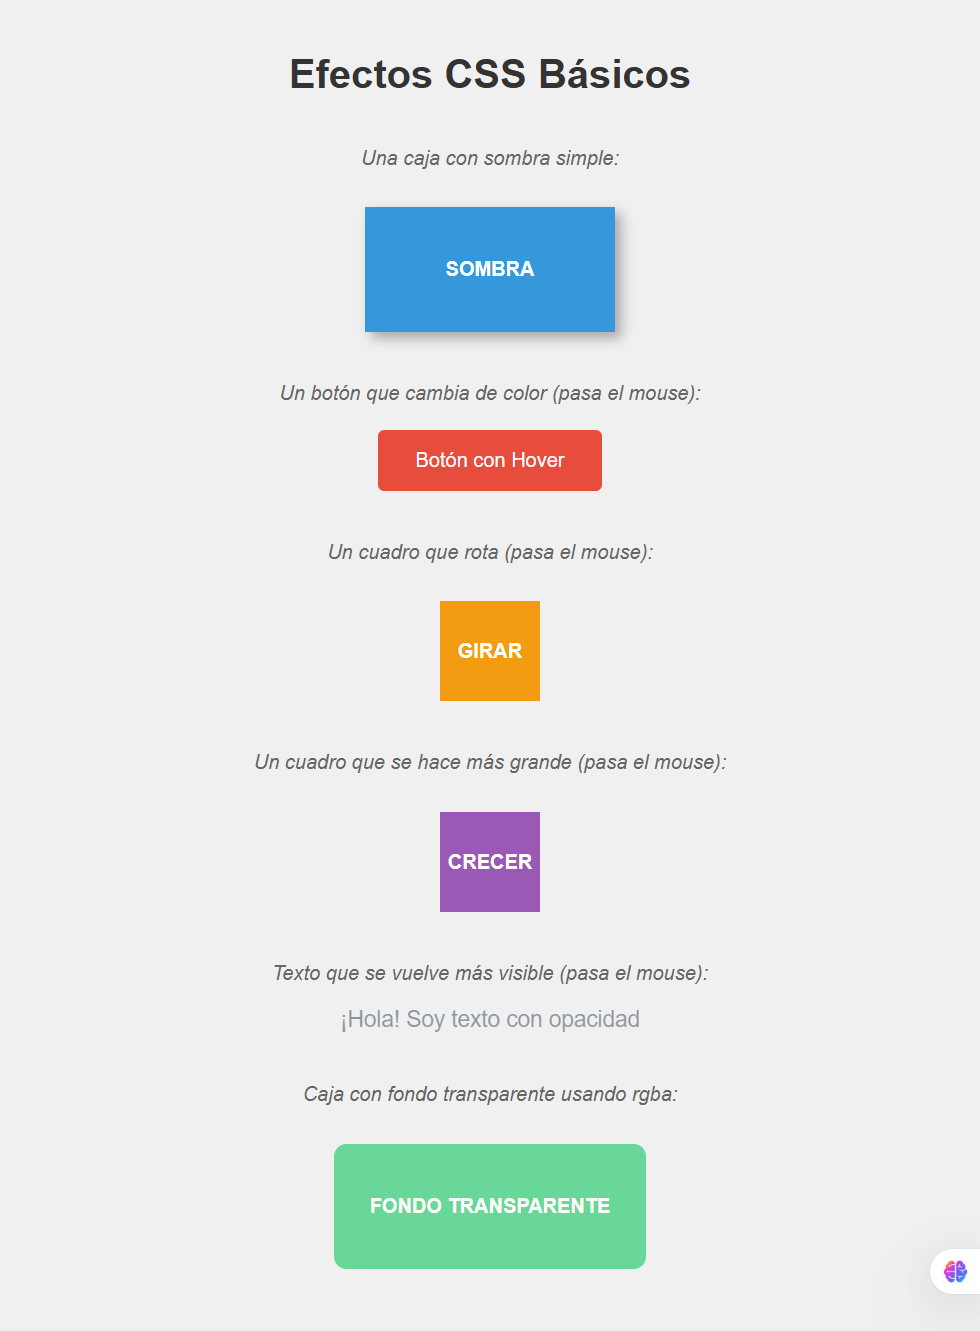 Efectos CSS Básicos
Una caja con sombra simple:
SOMBRA
Un botón que cambia de color (pasa el mouse):
Botón con Hover
Un cuadro que rota (pasa el mouse):
GIRAR
Un cuadro que se hace más grande (pasa el mouse):
CRECER
Texto que se vuelve más visible (pasa el mouse):
¡Hola! Soy texto con opacidad
Caja con fondo transparente usando rgba:
FONDO TRANSPARENTE